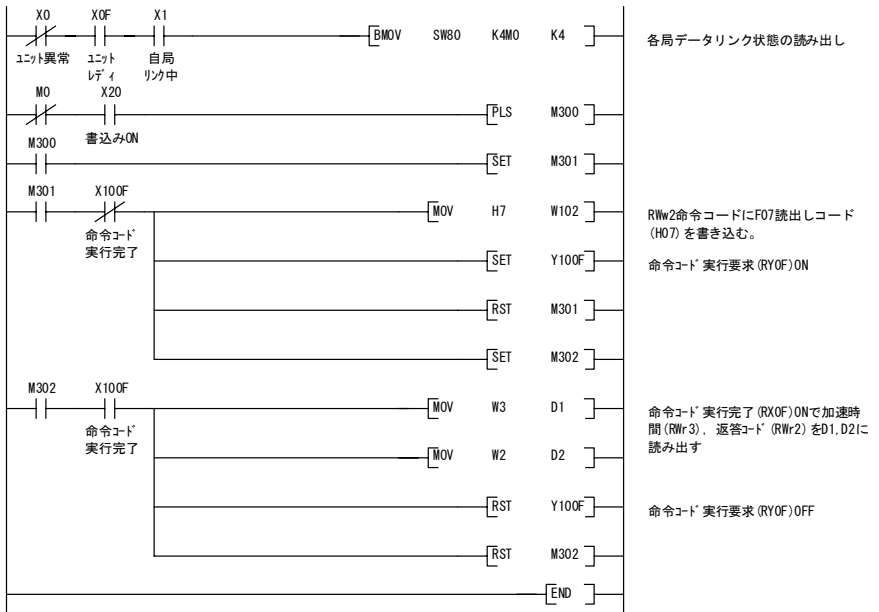 X0 X0F X1
BMOV SW80 K4M0 K4 各局データリンク状態の読み出し
ユニット異常 ユニット 自局
レディ リンク中
M0 X20
PLS M300
書込みON
M300
SET M301
M301 X100F
MOV H7 W102 RWw2命令コードにF07読出しコード
(H07)を書き込む。
命令コード
実行完了
SET Y100F 命令コード実行要求(RY0F)ON
RST M301
SET M302
M302 X100F
MOV W3 D1 命令コード実行完了(RX0F)ONで加速時
間(RWr3), 返答コード(RWr2)をD1,D2に
読み出す
命令コード
実行完了
MOV W2 D2
RST Y100F 命令コード実行要求(RY0F)OFF
RST M302
END